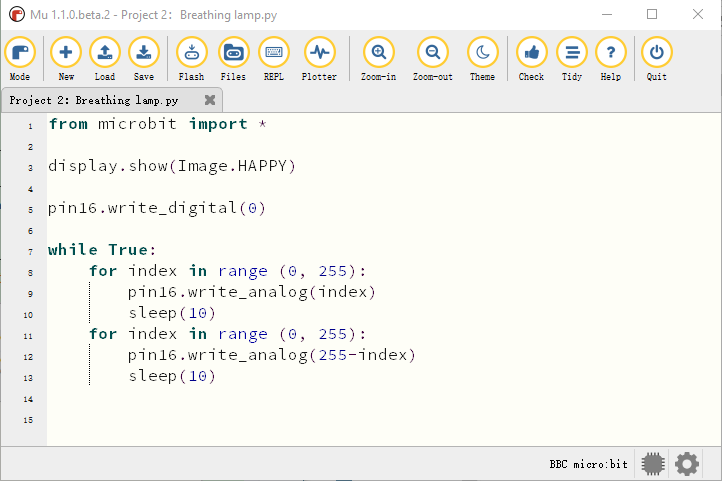 Mu 1.1.0.beta.2 - Project 2： Breathing lamp.py
Mode New Load Save Flash Files REPL Plotter Zoom-in Zoom-out Theme Check Tidy Help Quit
Project 2： Breathing lamp.py
1 from microbit import *
2
3 display.show(Image.HAPPY)
4
5 pin16.write_digital(0)
6
7 while True:
8 for index in range (0, 255):
9 pin16.write_analog(index)
10 sleep(10)
11 for index in range (0, 255):
12 pin16.write_analog(255-index)
13 sleep(10)
14
15
BBC micro:bit